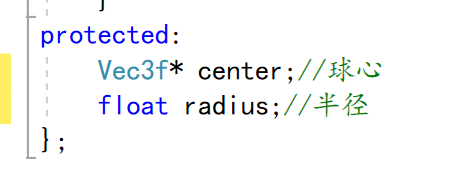 }
protected:
Vec3f* center;//球心
float radius;//半径
};